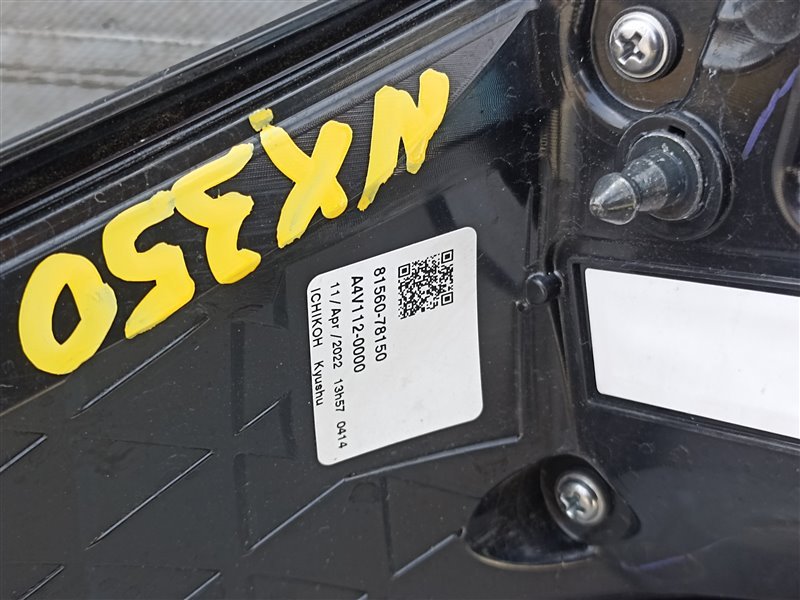 NX350
81560-78150
A4V112-0000
11/Apr/2022 13h57 0414
ICHIKOH Kyushu